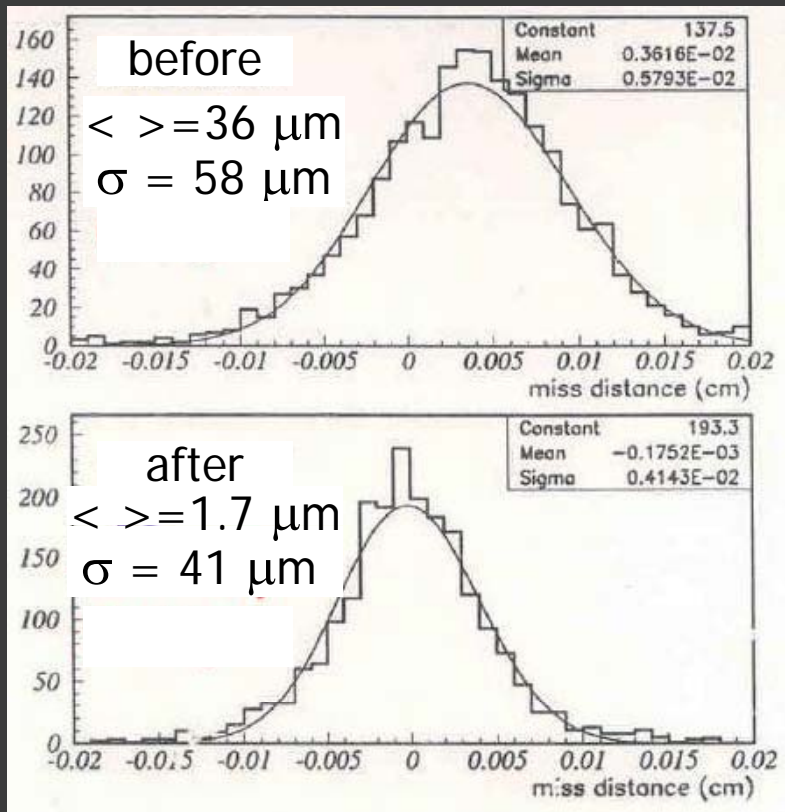 160
140
120
100
80
60
40
20
0
before
< >=36 μm
σ = 58 μm
Constant 137.5
Mean 0.3616E-02
Sigma 0.5793E-02
-0.02 -0.015 -0.01 -0.005 0 0.005 0.01 0.015 0.02
miss distance (cm)
250
200
150
100
50
0
after
< >=1.7 μm
σ = 41 μm
Constant 193.3
Mean -0.1752E-03
Sigma 0.4143E-02
-0.02 -0.015 -0.01 -0.005 0 0.005 0.01 0.015 0.02
miss distance (cm)